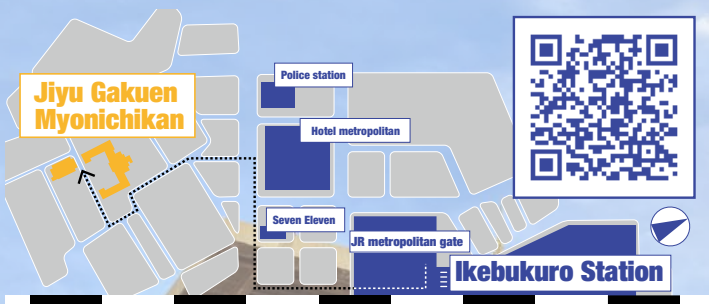 Police station
Jiyu Gakuen
Myonichikan
Hotel metropolitan
Seven Eleven
JR metropolitan gate
Ikebukuro Station